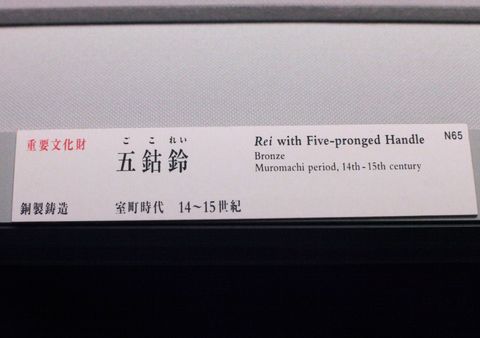 重要文化財
ご こ れい
五鈷鈴
銅製鋳造
室町時代 14～15世紀
Rei with Five-pronged Handle
Bronze
Muromachi period, 14th - 15th century
N65